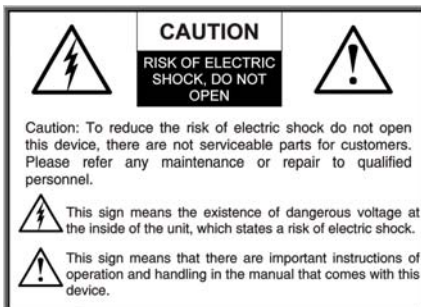 CAUTION
RISK OF ELECTRIC
SHOCK, DO NOT
OPEN
Caution: To reduce the risk of electric shock do not open
this device, there are not serviceable parts for customers.
Please refer any maintenance or repair to qualified
personnel.
This sign means the existence of dangerous voltage at
the inside of the unit, which states a risk of electric shock.
This sign means that there are important instructions of
operation and handling in the manual that comes with this
device.